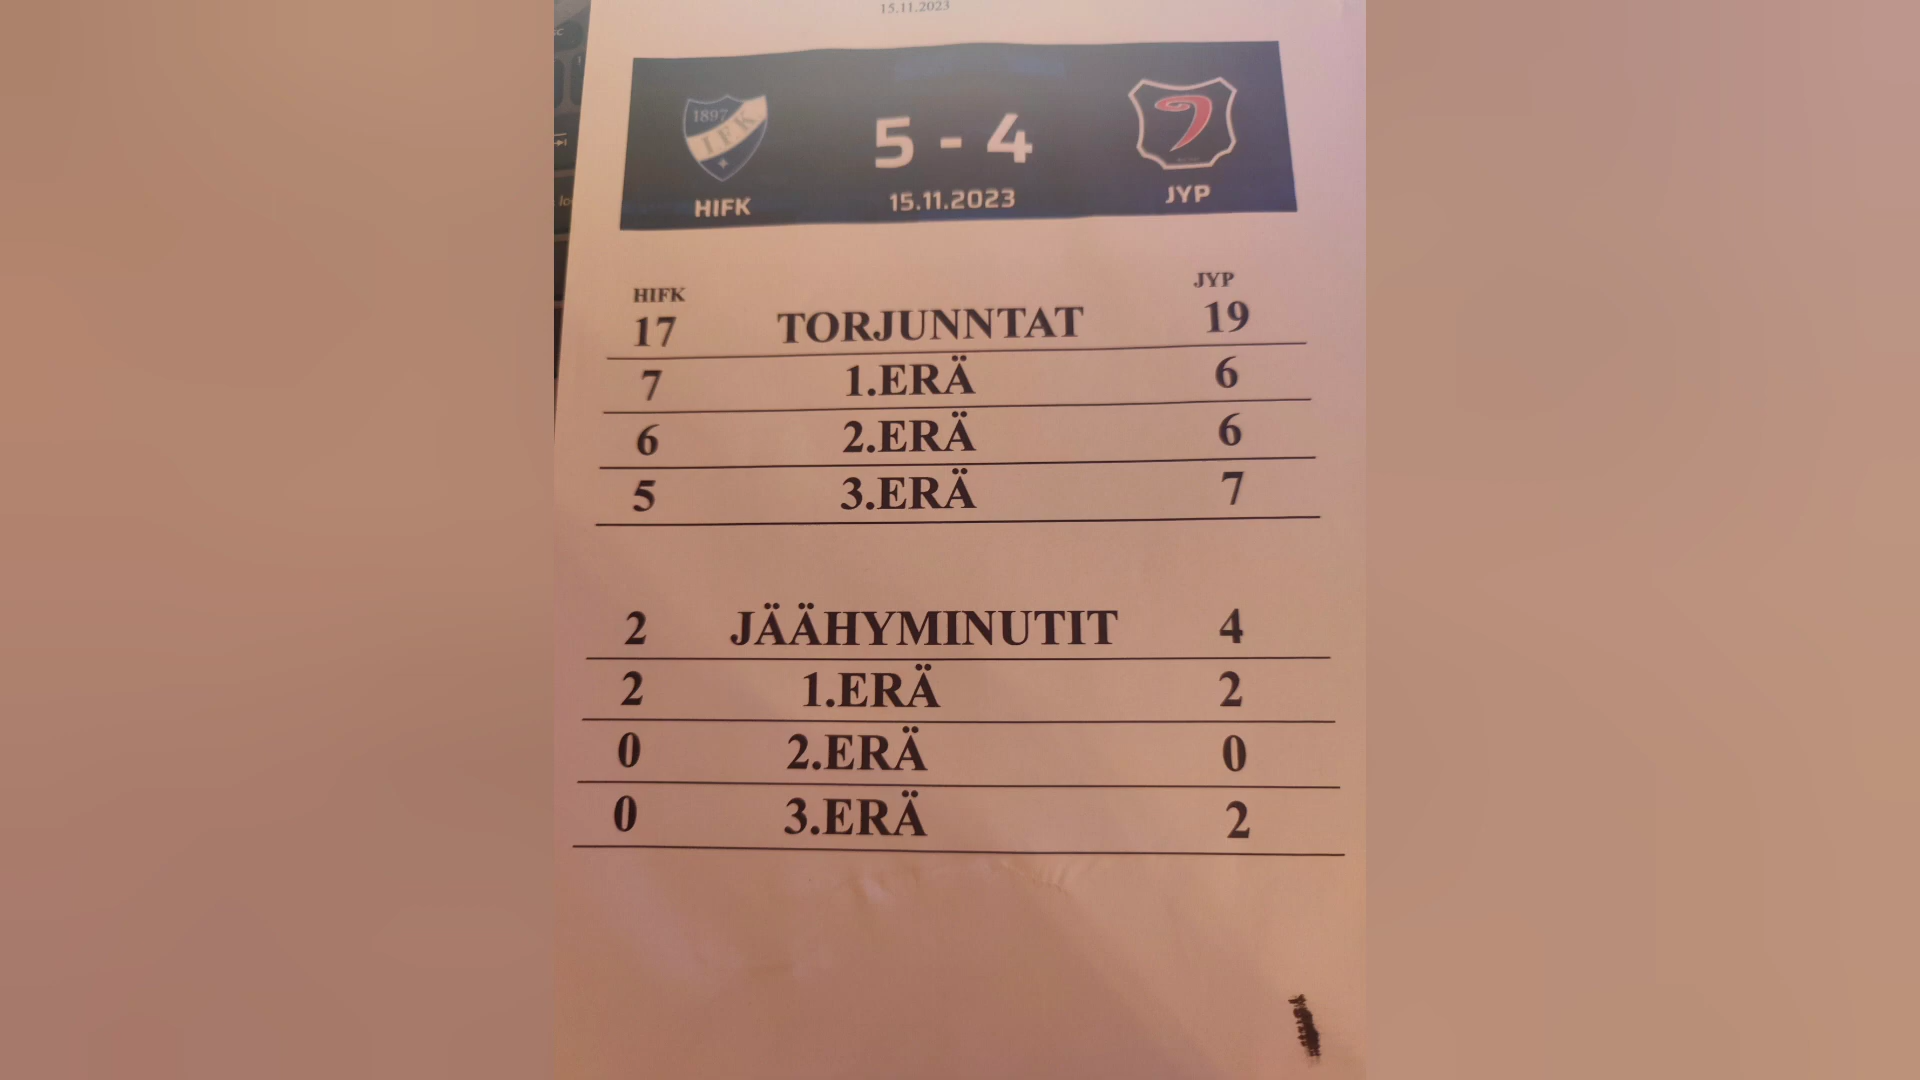 15.11.2023
1897
I.F.K
5 - 4
HIFK
15.11.2023
JYP
HIFK
JYP
17 TORJUNNTAT 19
7 1.ERÄ 6
6 2.ERÄ 6
5 3.ERÄ 7
2 JÄÄHYMINUTIT 4
2 1.ERÄ 2
0 2.ERÄ 0
0 3.ERÄ 2